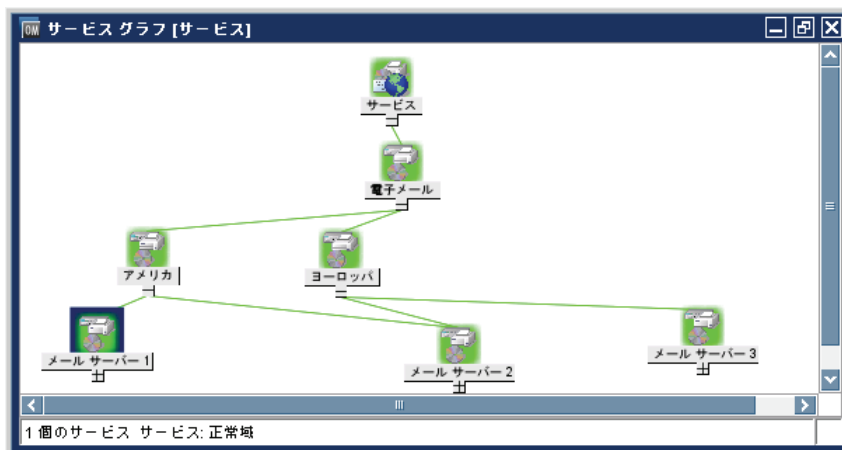 OM サービス グラフ [サービス]
サービス
電子メール
アメリカ
ヨーロッパ
メール サーバー 1
メール サーバー 2
メール サーバー 3
1 個のサービス サービス: 正常域